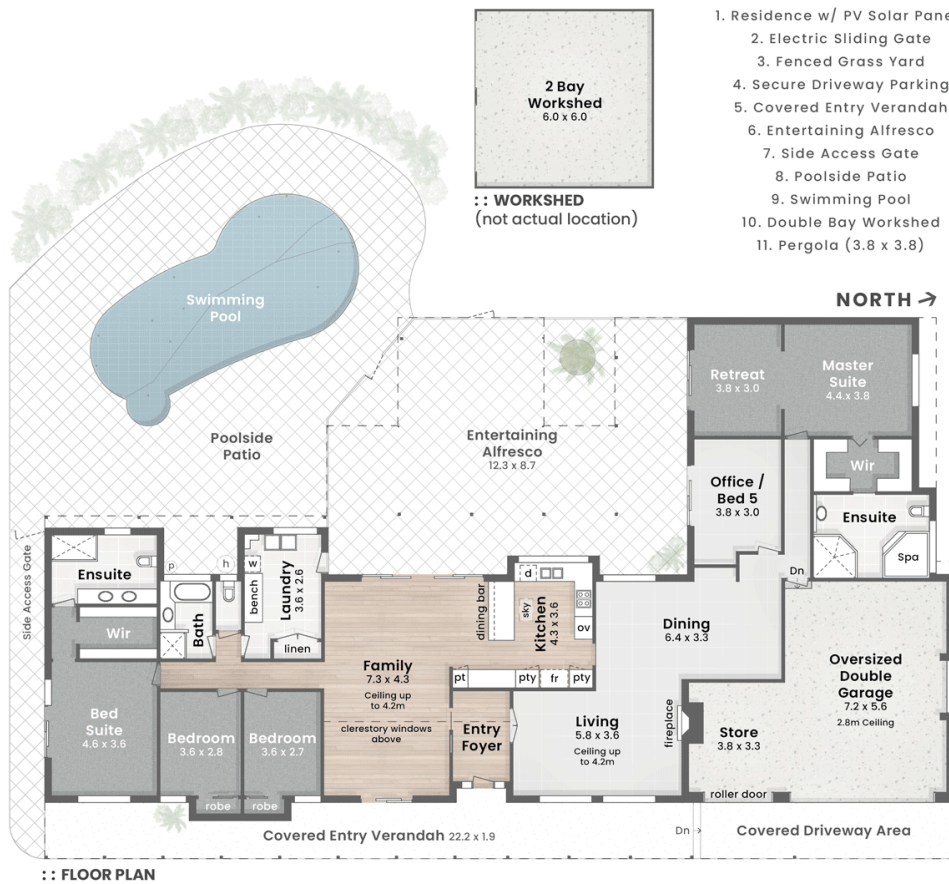 1. Residence w/ PV Solar Pane
2. Electric Sliding Gate
3. Fenced Grass Yard
4. Secure Driveway Parking
5. Covered Entry Verandah
6. Entertaining Alfresco
7. Side Access Gate
8. Poolside Patio
9. Swimming Pool
10. Double Bay Workshed
11. Pergola (3.8 x 3.8)
2 Bay
Workshed
6.0 x 6.0
:: WORKSHED
(not actual location)
NORTH
Swimming
Pool
Poolside
Patio
Entertaining
Alfresco
12.3 x 8.7
Retreat
3.8 x 3.0
Master
Suite
4.4.x 3.8
Wir
Office /
Bed 5
3.8 x 3.0
Ensuite
Spa
Dn
Side Access Gate
Ensuite
p
h
w
bench
Laundry
3.6 x 2.6
linen
Bath
Wir
d
dining bar
sky
Kitchen
4.3 x 3.6
ov
pt
pty
fr
pty
Dining
6.4 x 3.3
Family
7.3 x 4.3
Ceiling up
to 4.2m
clerestory windows
above
Entry
Foyer
Living
5.8 x 3.6
Ceiling up
to 4.2m
fireplace
Oversized
Double
Garage
7.2 x 5.6
2.8m Ceiling
Store
3.8 x 3.3
roller door
Bed
Suite
4.6 x 3.6
Bedroom
3.6 x 2.8
Bedroom
3.6 x 2.7
robe
robe
Covered Entry Verandah 22.2 x 1.9
Dn
Covered Driveway Area
:: FLOOR PLAN